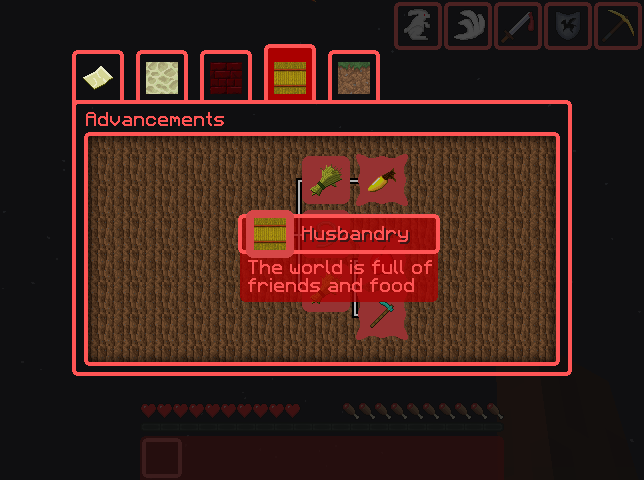 Advancements
Husbandry
The world is full of
friends and food